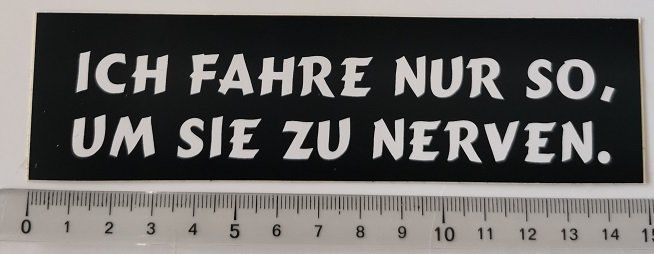 ICH FAHRE NUR SO,
UM SIE ZU NERVEN.
0 1 2 3 4 5 6 7 8 9 10 11 12 13 14 15